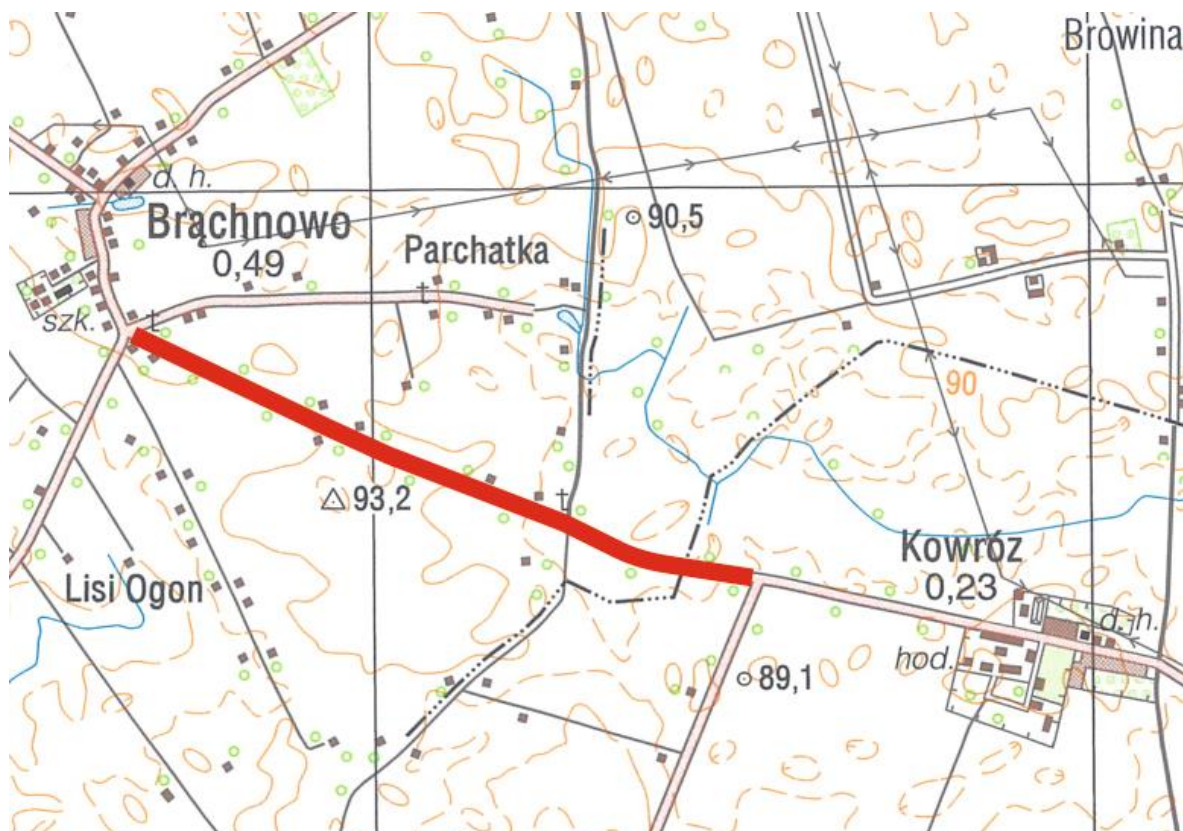 Browina
d. h.
Brąchnowo
0,49
90,5
Parchatka
szk.
90
93,2
Kowróz
0,23
Lisi Ogon
d. h.
hod.
89,1